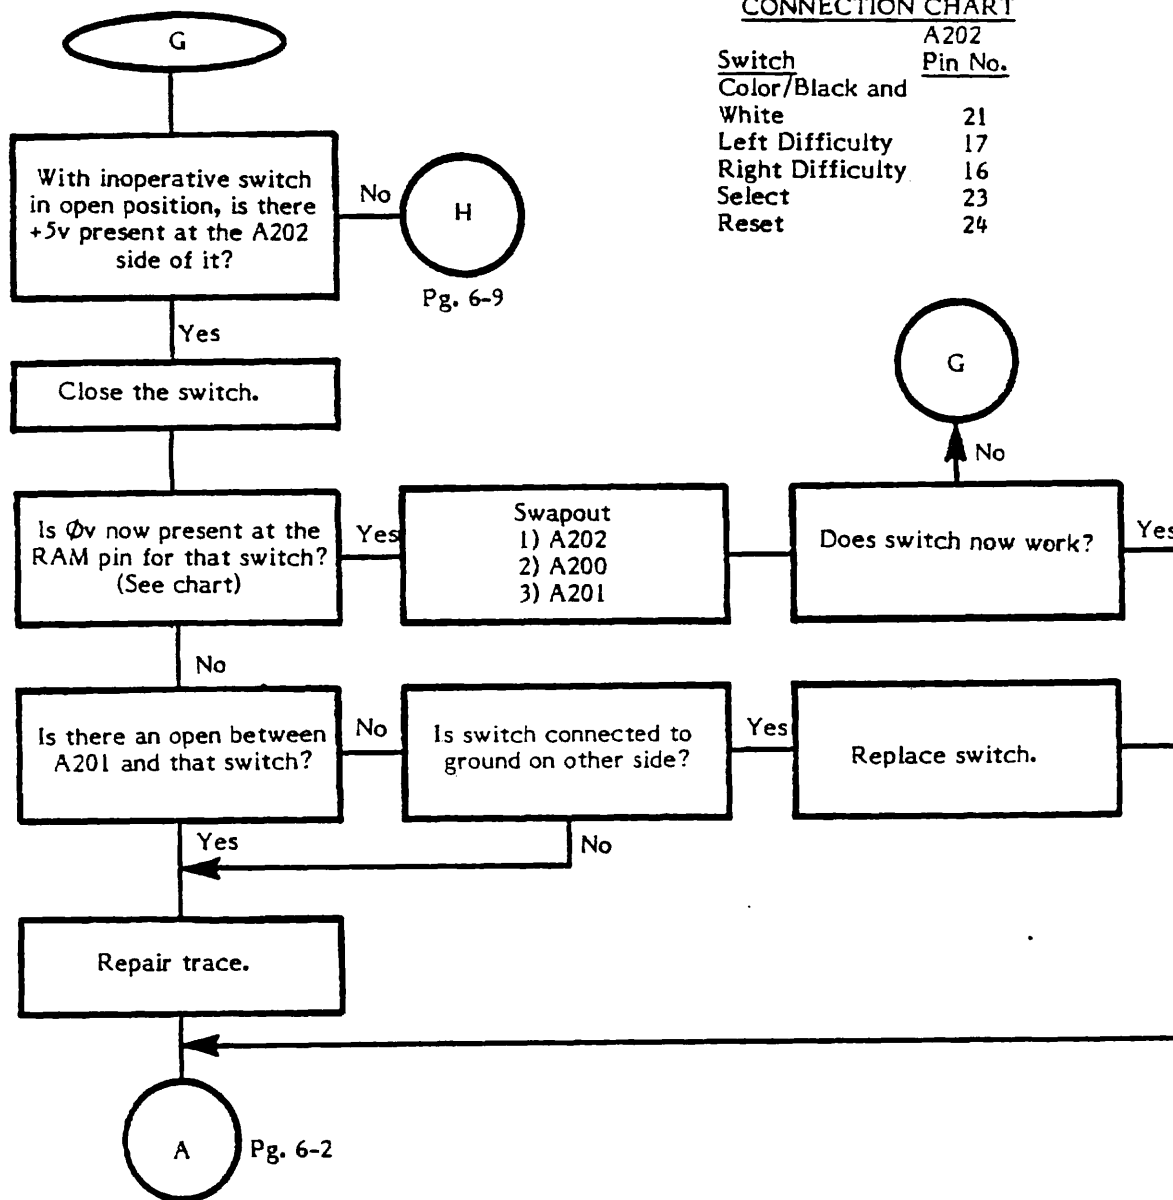 CONNECTION CHART
A202
Switch Pin No.
Color/Black and
White 21
Left Difficulty 17
Right Difficulty 16
Select 23
Reset 24
G
With inoperative switch
in open position, is there
+5v present at the A202
side of it?
No
H
Pg. 6-9
Yes
Close the switch.
G
No
Is Øv now present at the
RAM pin for that switch?
(See chart)
Yes
Swapout
1) A202
2) A200
3) A201
Does switch now work?
Yes
No
Is there an open between
A201 and that switch?
No
Is switch connected to
ground on other side?
Yes
Replace switch.
Yes
No
Repair trace.
A
Pg. 6-2